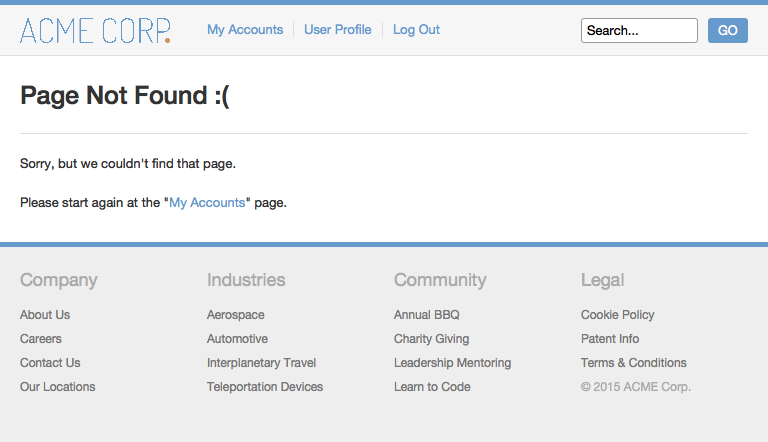 ACME CORP.
My Accounts
User Profile
Log Out
Search...
GO
Page Not Found :(
Sorry, but we couldn't find that page.
Please start again at the "My Accounts" page.
Company
About Us
Careers
Contact Us
Our Locations
Industries
Aerospace
Automotive
Interplanetary Travel
Teleportation Devices
Community
Annual BBQ
Charity Giving
Leadership Mentoring
Learn to Code
Legal
Cookie Policy
Patent Info
Terms & Conditions
© 2015 ACME Corp.